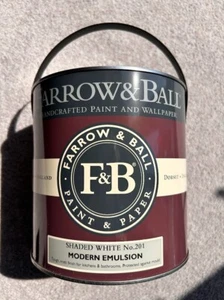 FARROW&BALL
HANDCRAFTED PAINT AND WALLPAPER
FARROW & BALL
F&B
PAINT & PAPER
SHADED WHITE No.201
MODERN EMULSION